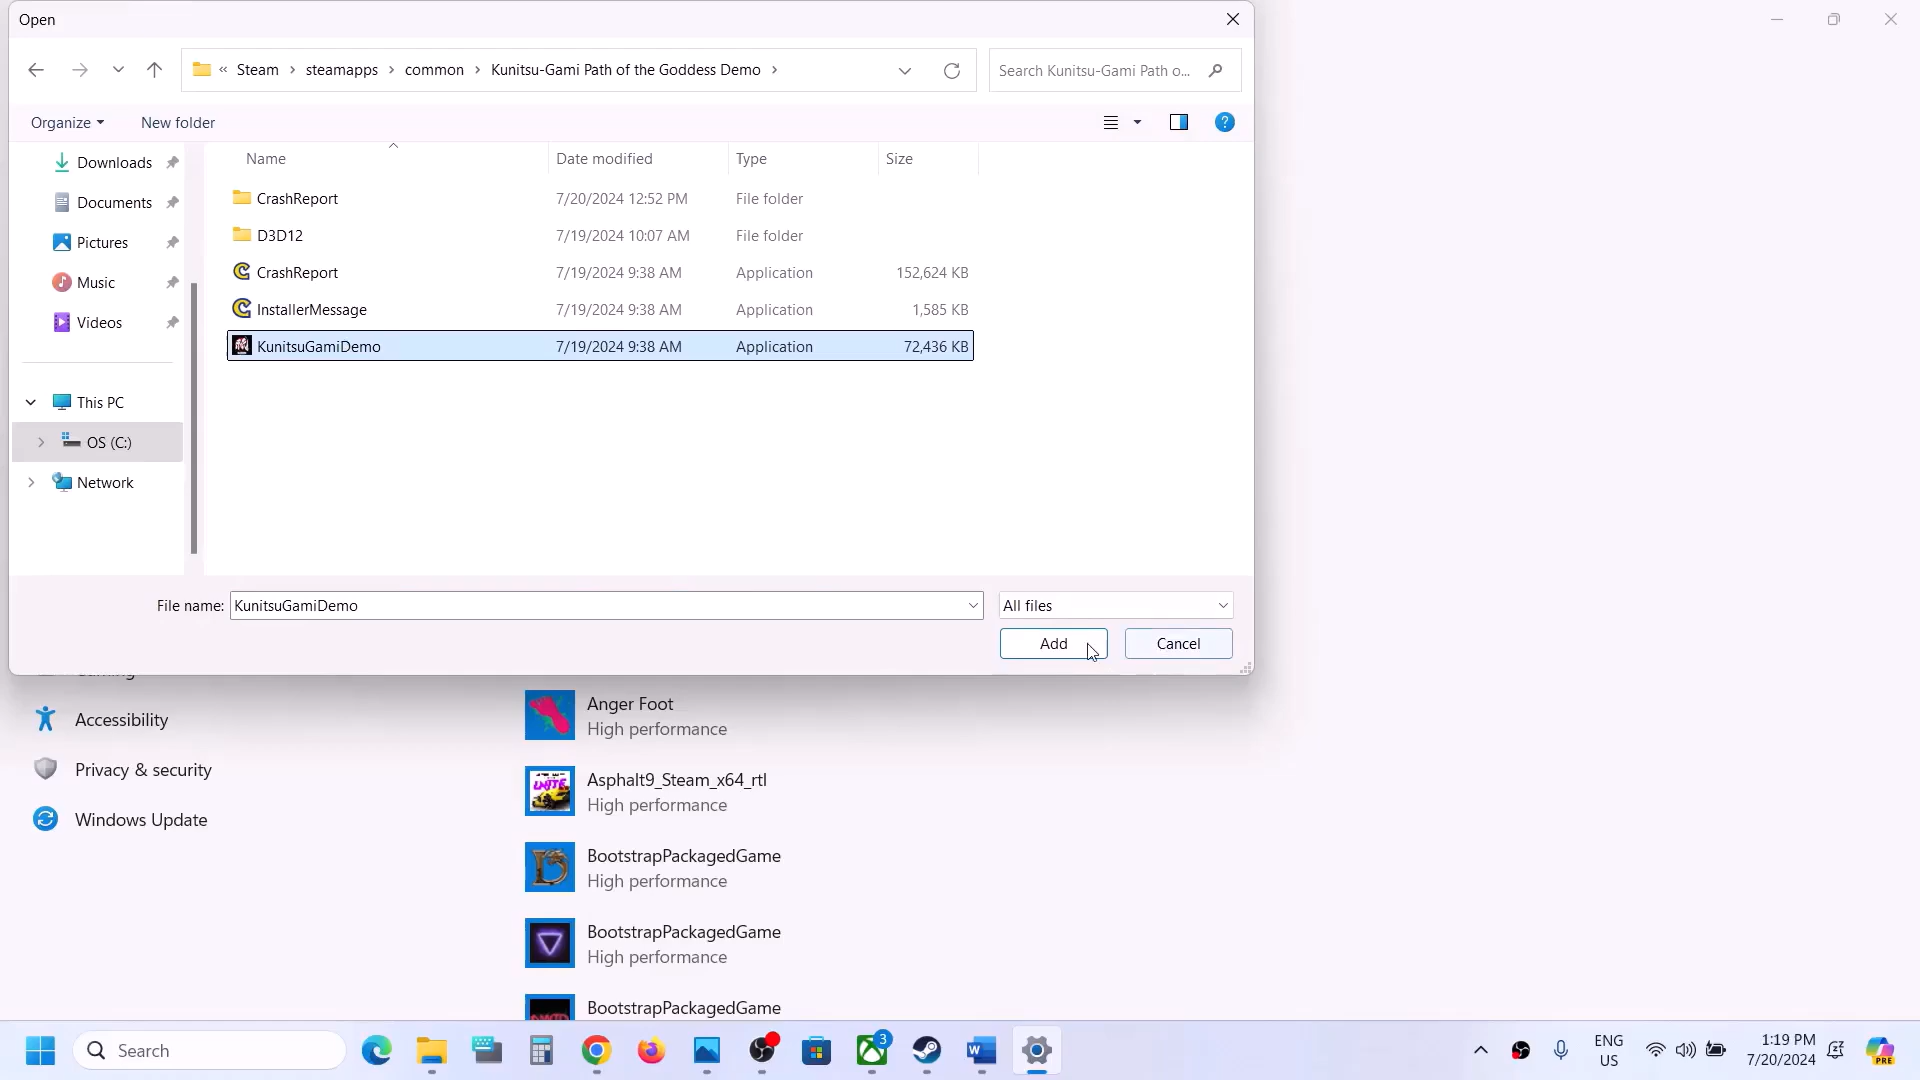 Open
« Steam › steamapps › common › Kunitsu-Gami Path of the Goddess Demo ›
Search Kunitsu-Gami Path o...
Organize
New folder
Name
Date modified
Type
Size
Downloads
Documents
Pictures
Music
Videos
This PC
OS (C:)
Network
CrashReport 7/20/2024 12:52 PM File folder
D3D12 7/19/2024 10:07 AM File folder
CrashReport 7/19/2024 9:38 AM Application 152,624 KB
InstallerMessage 7/19/2024 9:38 AM Application 1,585 KB
KunitsuGamiDemo 7/19/2024 9:38 AM Application 72,436 KB
File name: KunitsuGamiDemo
All files
Add
Cancel
Accessibility
Privacy & security
Windows Update
Anger Foot
High performance
Asphalt9_Steam_x64_rtl
High performance
BootstrapPackagedGame
High performance
BootstrapPackagedGame
High performance
BootstrapPackagedGame
Search
3
ENG
US
1:19 PM
7/20/2024
PRE